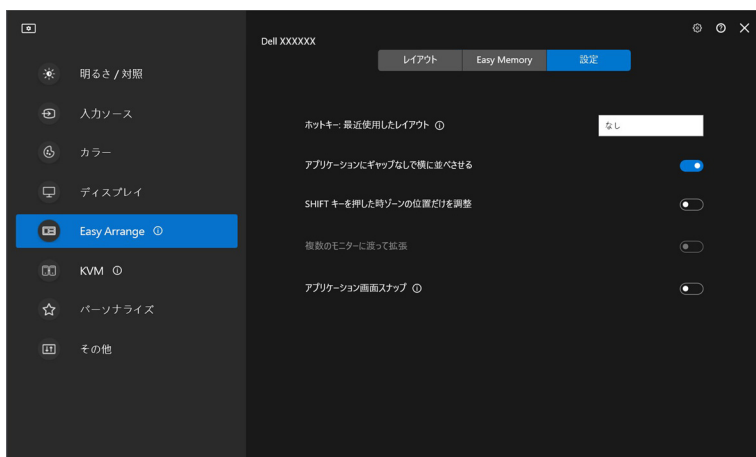 Dell XXXXXX
レイアウト Easy Memory 設定
明るさ / 対照
入力ソース
カラー
ディスプレイ
Easy Arrange
KVM
パーソナライズ
その他
ホットキー: 最近使用したレイアウト なし
アプリケーションにギャップなしで横に並べさせる
SHIFT キーを押した時ゾーンの位置だけを調整
複数のモニターに渡って拡張
アプリケーション画面スナップ